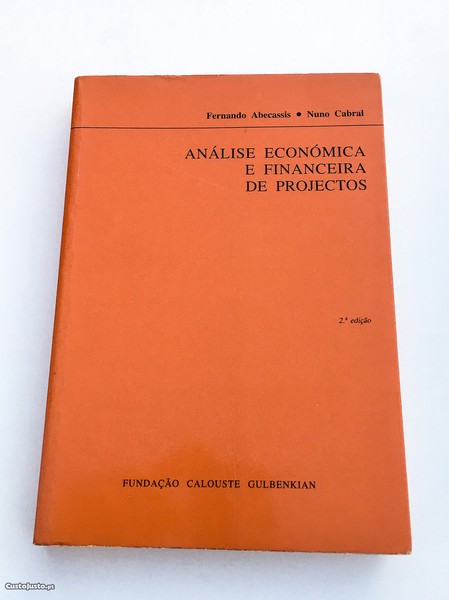 Fernando Abecassis • Nuno Cabral
ANÁLISE ECONÓMICA
E FINANCEIRA
DE PROJECTOS
2.ª edição
FUNDAÇÃO CALOUSTE GULBENKIAN
CustoJusto.pt